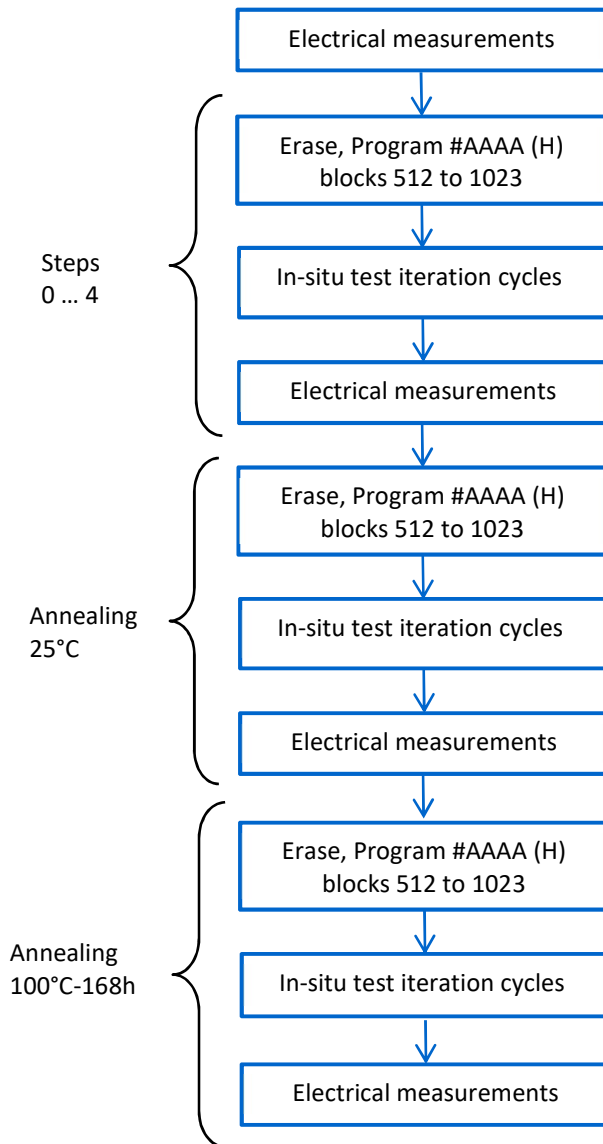 Electrical measurements
Erase, Program #AAAA (H)
blocks 512 to 1023
Steps
0 ... 4
In-situ test iteration cycles
Electrical measurements
Erase, Program #AAAA (H)
blocks 512 to 1023
Annealing
25°C
In-situ test iteration cycles
Electrical measurements
Erase, Program #AAAA (H)
blocks 512 to 1023
Annealing
100°C-168h
In-situ test iteration cycles
Electrical measurements